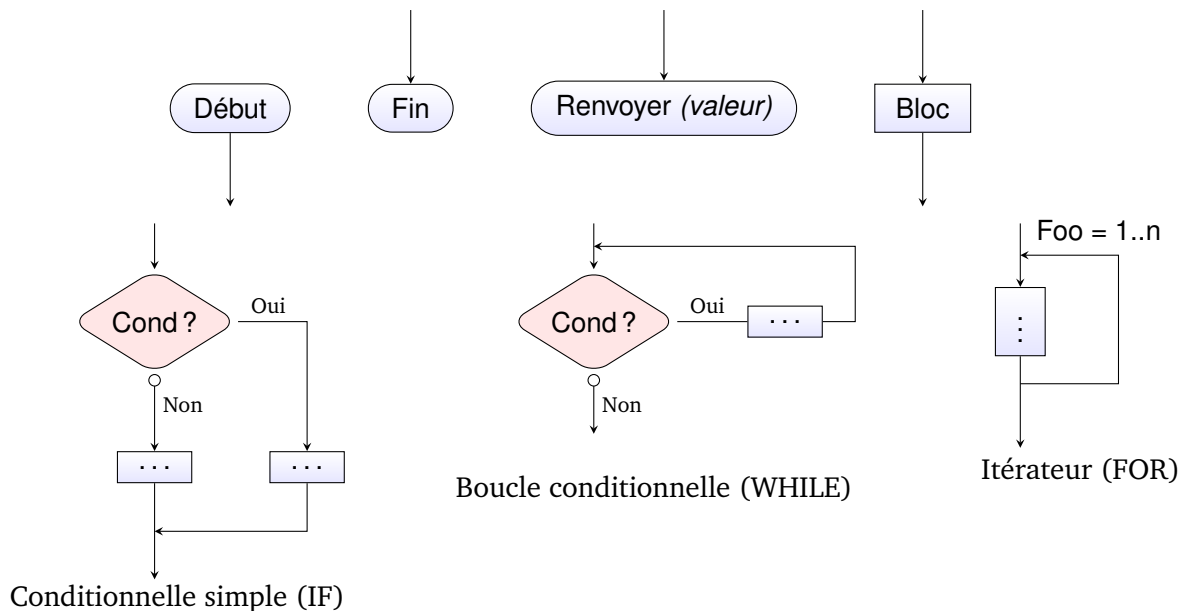 Début
Fin
Renvoyer (valeur)
Bloc
Cond ?
Oui
Non
...
...
Conditionnelle simple (IF)
Cond ?
Oui
...
Non
Boucle conditionnelle (WHILE)
Foo = 1..n
...
Itérateur (FOR)